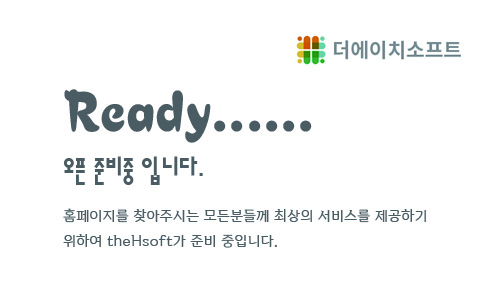 더에이치소프트
Ready......
오픈 준비중 입니다.
홈페이지를 찾아주시는 모든분들께 최상의 서비스를 제공하기
위하여 theHsoft가 준비 중입니다.